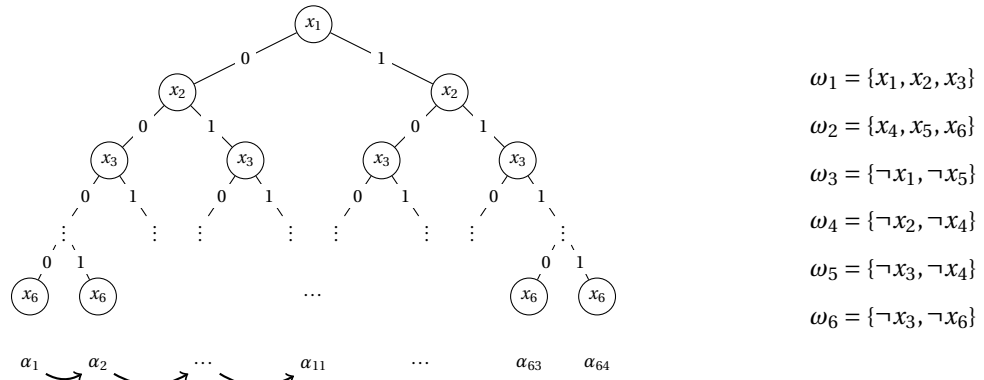 x₁
0 1
x₂ x₂
0 1 0 1
x₃ x₃ x₃ x₃
0 1 0 1 0 1 0 1
⋮ ⋮ ⋮ ⋮ ⋮ ⋮ ⋮ ⋮
0 1 0 1
x₆ x₆ ... x₆ x₆
α₁ α₂ ... α₁₁ ... α₆₃ α₆₄
ω₁ = {x₁, x₂, x₃}
ω₂ = {x₄, x₅, x₆}
ω₃ = {¬x₁, ¬x₅}
ω₄ = {¬x₂, ¬x₄}
ω₅ = {¬x₃, ¬x₄}
ω₆ = {¬x₃, ¬x₆}